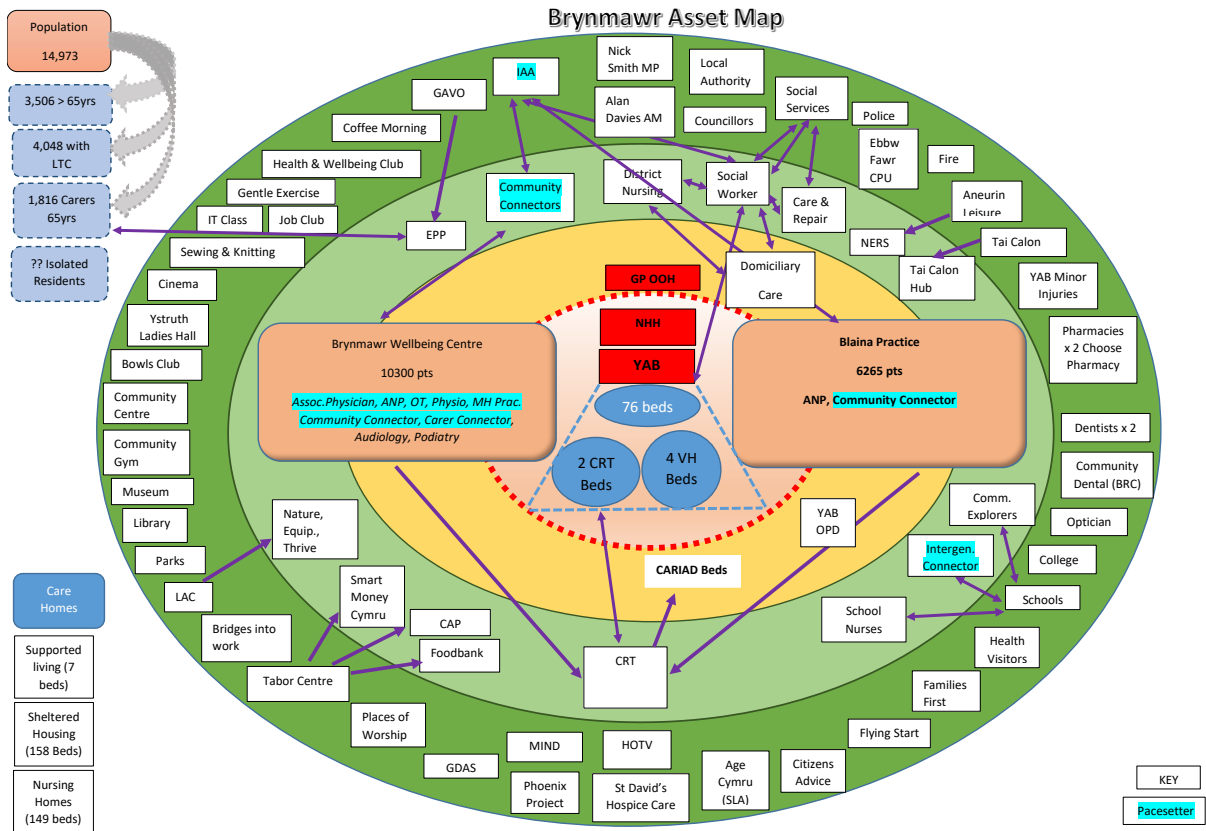 Brynmawr Asset Map
Population
14,973
3,506 > 65yrs
4,048 with
LTC
1,816 Carers
65yrs
?? Isolated
Residents
Care
Homes
Supported
living (7
beds)
Sheltered
Housing
(158 Beds)
Nursing
Homes
(149 beds)
IAA
GAVO
Coffee Morning
Health & Wellbeing Club
Gentle Exercise
IT Class
Job Club
Sewing & Knitting
Cinema
Ystruth
Ladies Hall
Bowls Club
Community
Centre
Community
Gym
Museum
Library
Parks
LAC
Bridges into
work
Tabor Centre
Places of
Worship
GDAS
MIND
Phoenix
Project
HOTV
St David's
Hospice Care
Age
Cymru
(SLA)
Citizens
Advice
Flying Start
Families
First
Health
Visitors
Schools
College
Optician
Community
Dental (BRC)
Dentists x 2
Pharmacies
x 2 Choose
Pharmacy
YAB Minor
Injuries
Tai Calon
Aneurin
Leisure
Fire
Ebbw
Fawr
CPU
Police
Social
Services
Local
Authority
Councillors
Nick
Smith MP
Alan
Davies AM
Community
Connectors
EPP
District
Nursing
Social
Worker
Care &
Repair
NERS
Tai Calon
Hub
Domiciliary
Care
Nature,
Equip.,
Thrive
Smart
Money
Cymru
CAP
Foodbank
CRT
School
Nurses
Intergen.
Connector
Comm.
Explorers
YAB
OPD
CARIAD Beds
GP OOH
NHH
YAB
76 beds
2 CRT
Beds
4 VH
Beds
Brynmawr Wellbeing Centre
10300 pts
Assoc.Physician, ANP, OT, Physio, MH Prac.
Community Connector, Carer Connector,
Audiology, Podiatry
Blaina Practice
6265 pts
ANP, Community Connector
KEY
Pacesetter